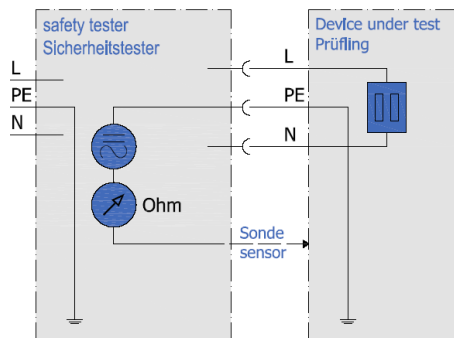 safety tester
Sicherheitstester
Device under test
Prüfling
L
PE
N
L
PE
N
Ohm
Sonde
sensor